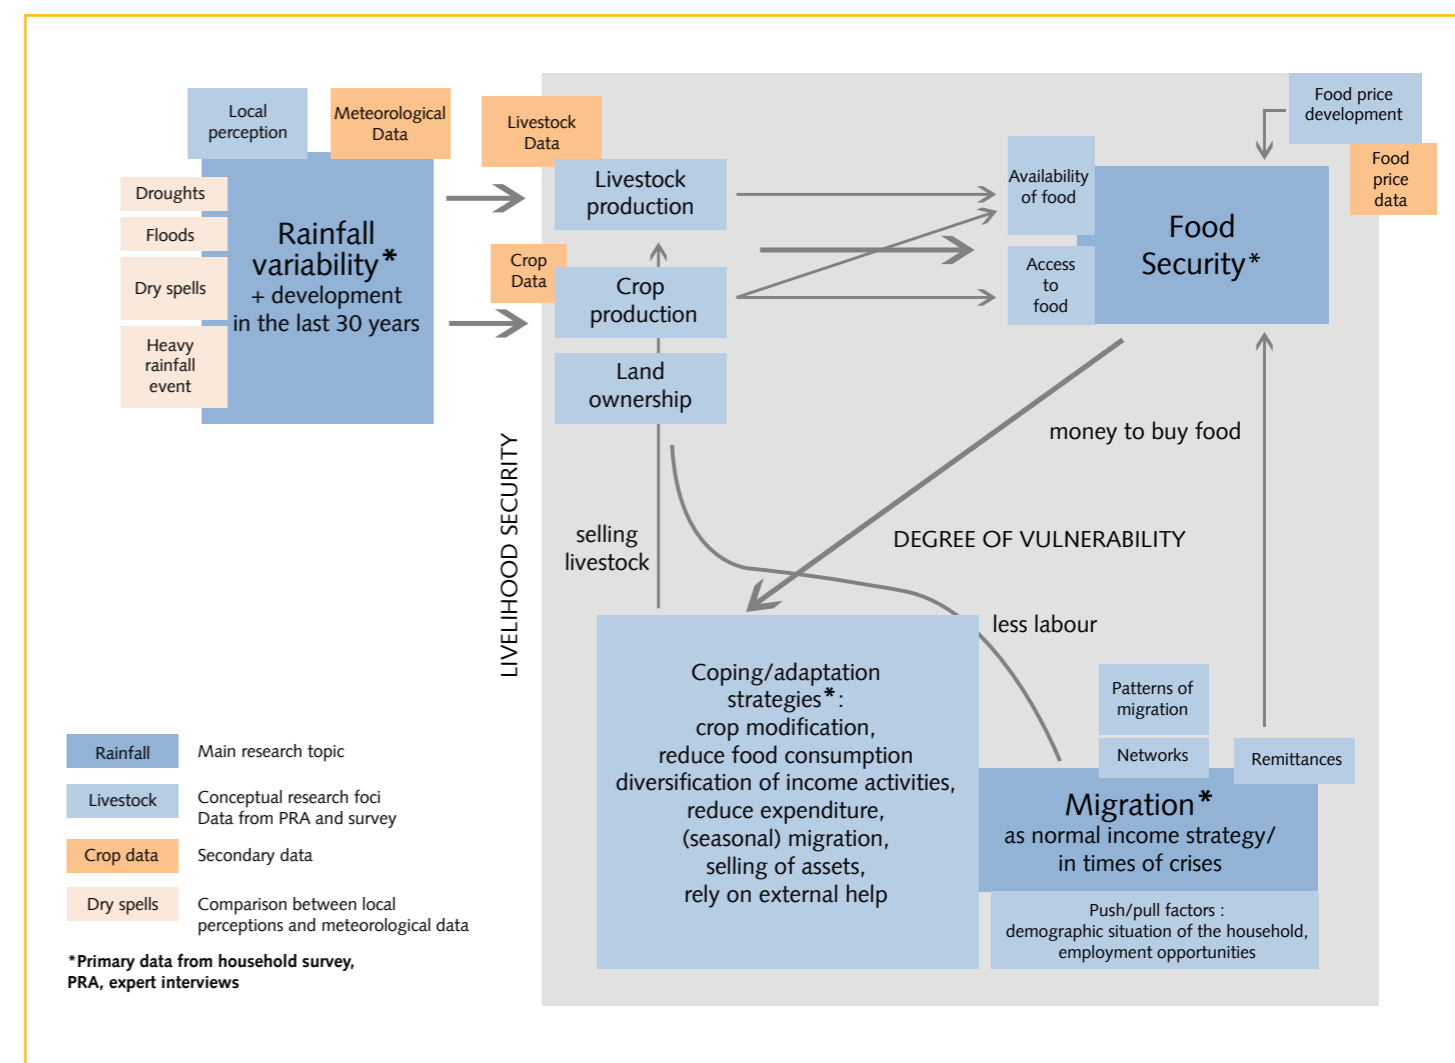 Local
perception
Meteorological
Data
Droughts
Floods
Dry spells
Heavy
rainfall
event
Rainfall
variability*
+ development
in the last 30 years
Livestock
Data
Livestock
production
Crop
Data
Crop
production
Land
ownership
Availability
of food
Access
to
food
Food
Security*
Food price
development
Food
price
data
LIVELIHOOD SECURITY
selling
livestock
money to buy food
DEGREE OF VULNERABILITY
less labour
Coping/adaptation
strategies*:
crop modification,
reduce food consumption
diversification of income activities,
reduce expenditure,
(seasonal) migration,
selling of assets,
rely on external help
Patterns of
migration
Networks
Remittances
Migration*
as normal income strategy/
in times of crises
Push/pull factors :
demographic situation of the household,
employment opportunities
Rainfall
Main research topic
Livestock
Conceptual research foci
Data from PRA and survey
Crop data
Secondary data
Dry spells
Comparison between local
perceptions and meteorological data
*Primary data from household survey,
PRA, expert interviews